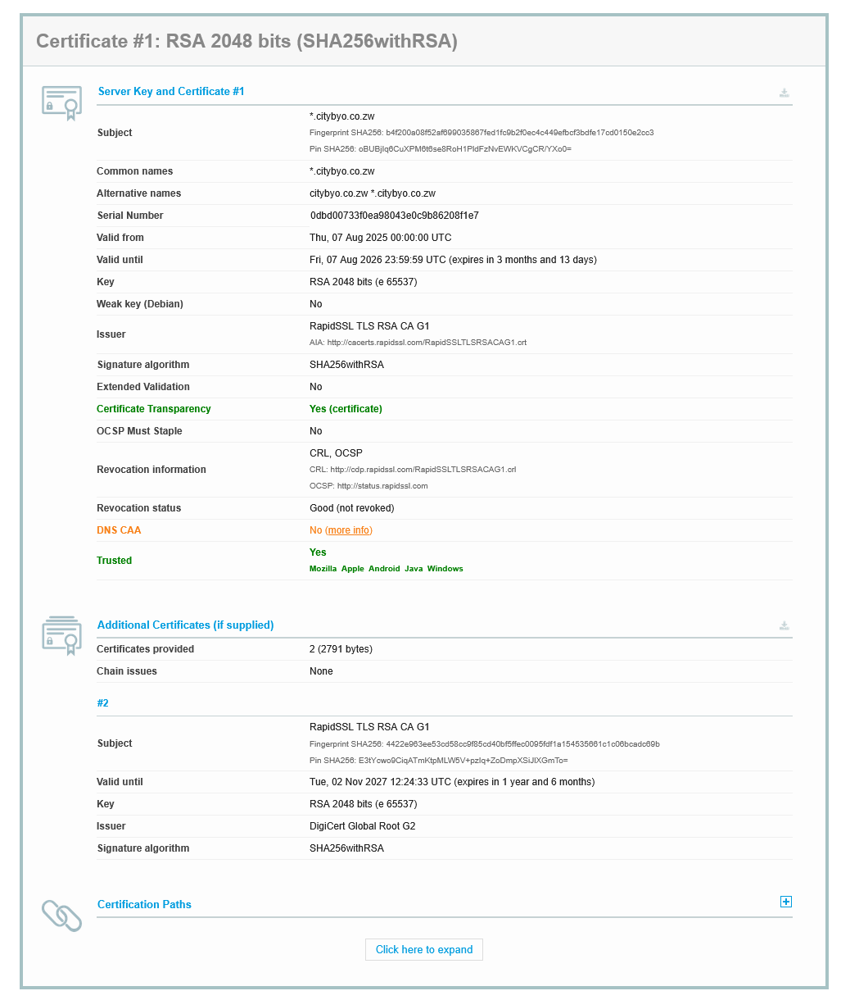 Certificate #1: RSA 2048 bits (SHA256withRSA)
Server Key and Certificate #1
Subject
*.citybyo.co.zw
Fingerprint SHA256: b4f200a08f52af699035867fed1fc9b2f0ec4c449efbcf3bdfe17cd0150e2cc3
Pin SHA256: oBUBjIq6CuXPM6t6se8RoH1PIdFzNvEWKVCgCR/YXo0=
Common names *.citybyo.co.zw
Alternative names citybyo.co.zw *.citybyo.co.zw
Serial Number 0dbd00733f0ea98043e0c9b86208f1e7
Valid from Thu, 07 Aug 2025 00:00:00 UTC
Valid until Fri, 07 Aug 2026 23:59:59 UTC (expires in 3 months and 13 days)
Key RSA 2048 bits (e 65537)
Weak key (Debian) No
Issuer
RapidSSL TLS RSA CA G1
AIA: http://cacerts.rapidssl.com/RapidSSLTLSRSACAG1.crt
Signature algorithm SHA256withRSA
Extended Validation No
Certificate Transparency Yes (certificate)
OCSP Must Staple No
Revocation information
CRL, OCSP
CRL: http://cdp.rapidssl.com/RapidSSLTLSRSACAG1.crl
OCSP: http://status.rapidssl.com
Revocation status Good (not revoked)
DNS CAA No (more info)
Trusted
Yes
Mozilla Apple Android Java Windows
Additional Certificates (if supplied)
Certificates provided 2 (2791 bytes)
Chain issues None
#2
Subject
RapidSSL TLS RSA CA G1
Fingerprint SHA256: 4422e963ee53cd58cc9f85cd40bf5ffec0095fdf1a154535661c1c06bcadc69b
Pin SHA256: E3tYcwo9CiqATmKtpMLW5V+pzIq+ZoDmpXSiJlXGmTo=
Valid until Tue, 02 Nov 2027 12:24:33 UTC (expires in 1 year and 6 months)
Key RSA 2048 bits (e 65537)
Issuer DigiCert Global Root G2
Signature algorithm SHA256withRSA
Certification Paths
Click here to expand